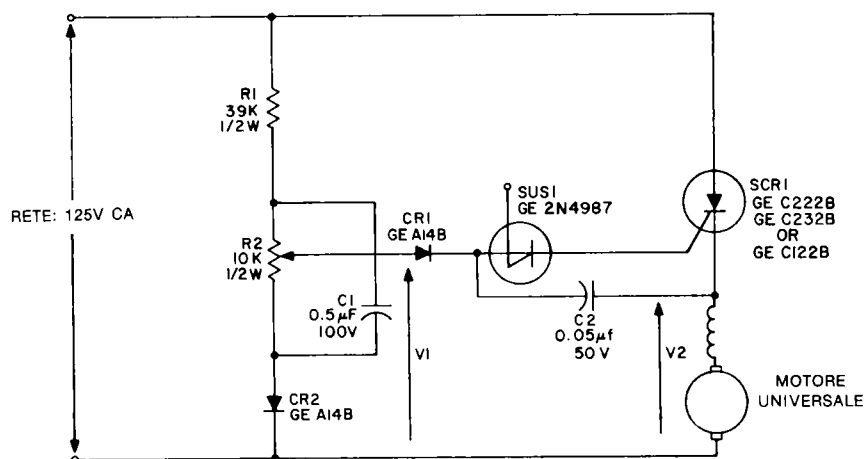 R1
39K
1/2W
RETE: 125V CA
R2
10K
1/2W
C1
0.5μF
100V
CR2
GE A14B
CR1
GE A14B
V1
SUS1
GE 2N4987
C2
0.05μf
50V
V2
SCR1
GE C222B
GE C232B
OR
GE C122B
MOTORE
UNIVERSALE